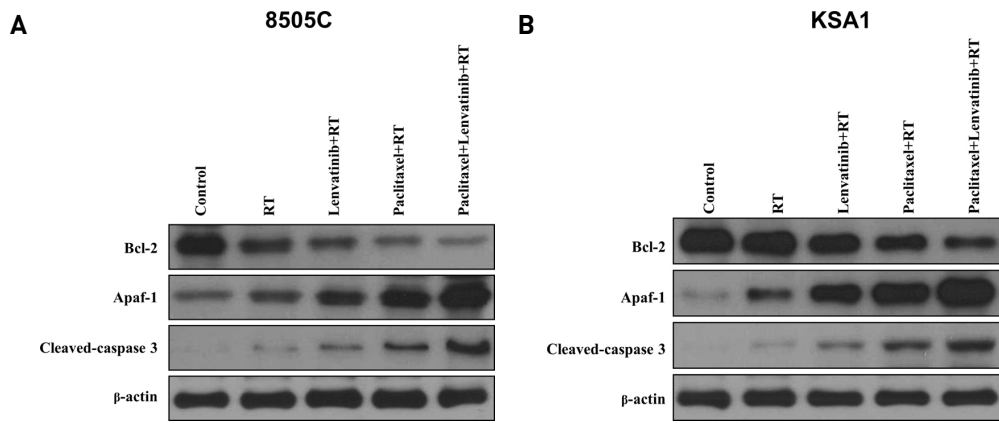 A
8505C
Control
RT
Lenvatinib+RT
Paclitaxel+RT
Paclitaxel+Lenvatinib+RT
Bcl-2
Apaf-1
Cleaved-caspase 3
β-actin
B
KSA1
Control
RT
Lenvatinib+RT
Paclitaxel+RT
Paclitaxel+Lenvatinib+RT
Bcl-2
Apaf-1
Cleaved-caspase 3
β-actin